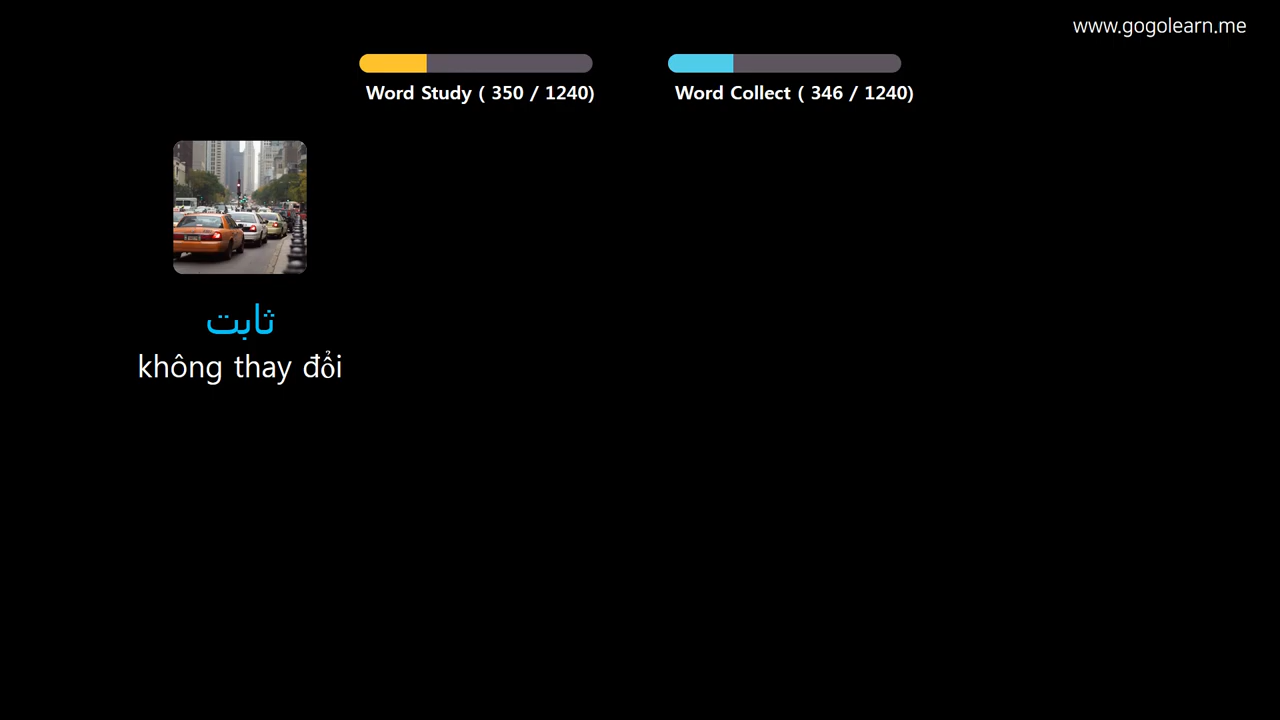 www.gogolearn.me
Word Study ( 350 / 1240)
Word Collect ( 346 / 1240)
ثابت
không thay đổi